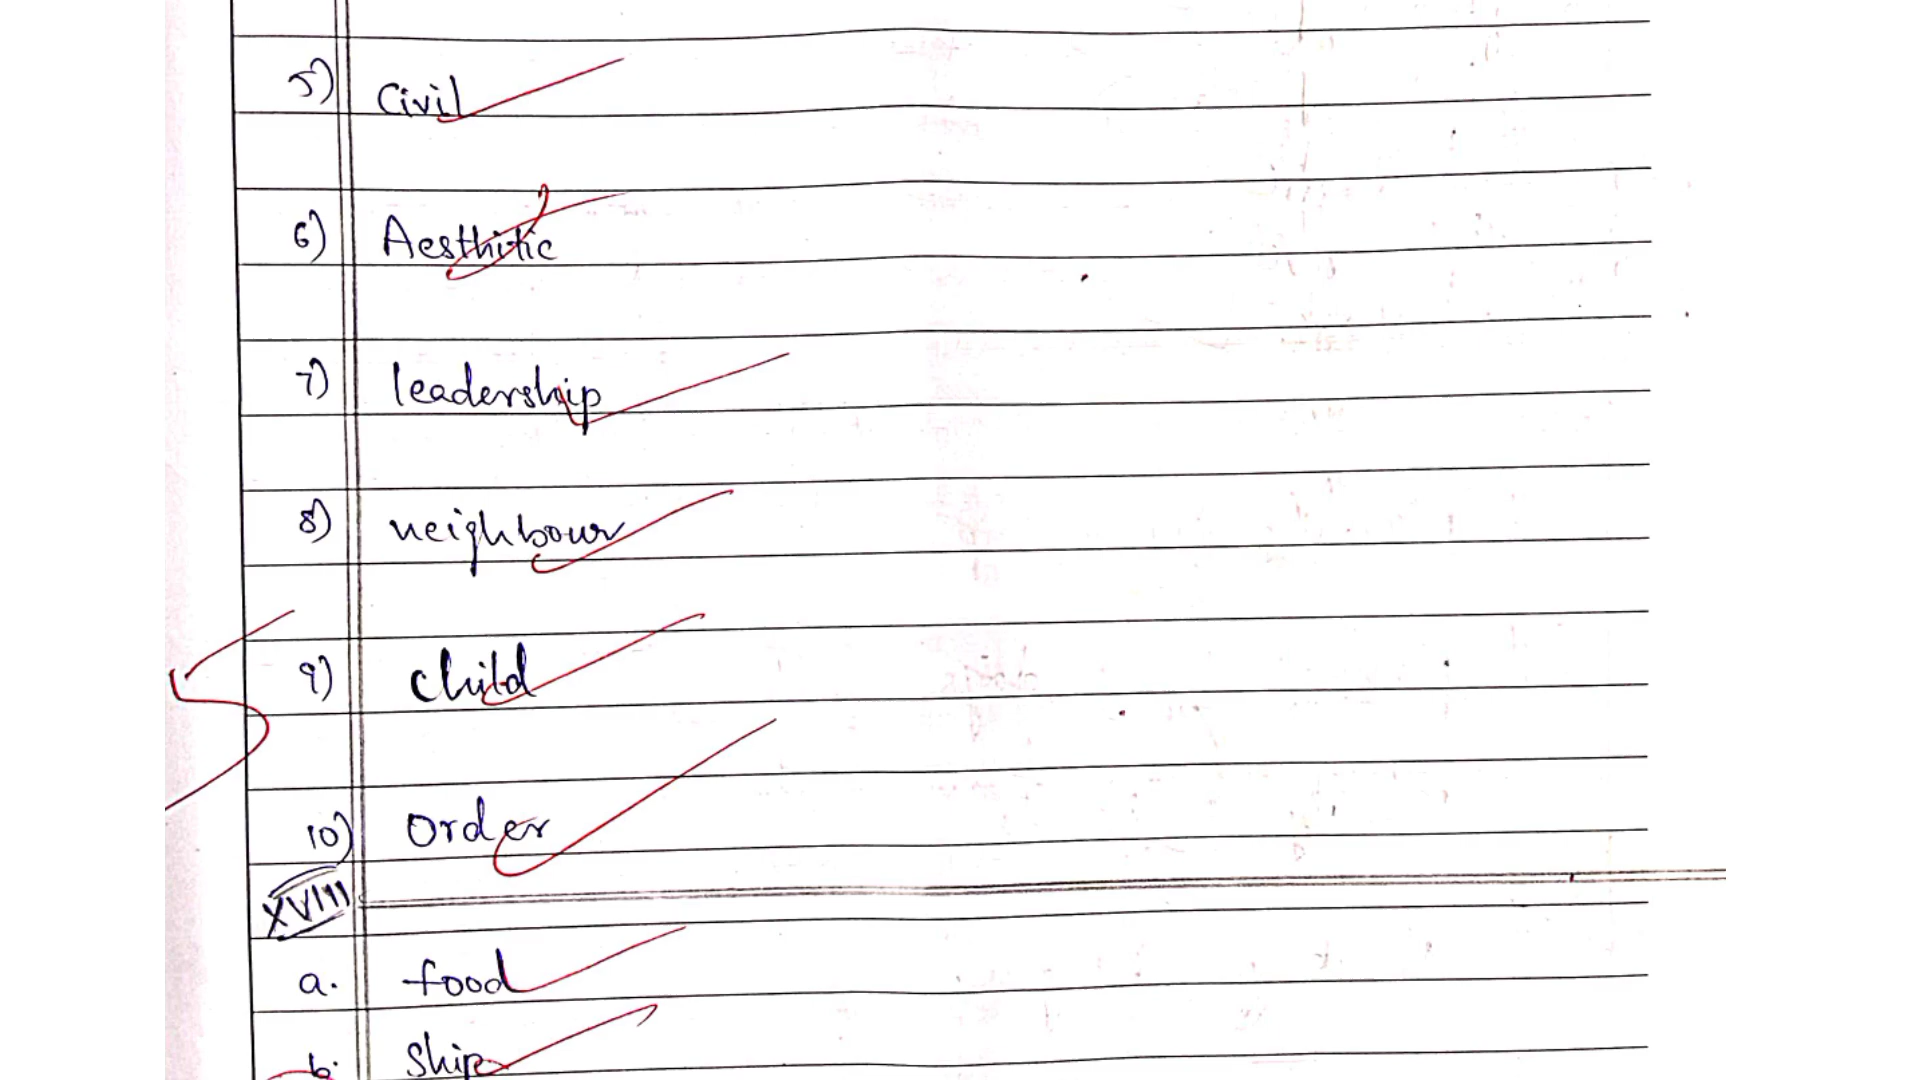 5) Civil
6) Aesthitic
7) leadership
8) neighbour
9) child
10) order
XVIII
a. food
b. ship